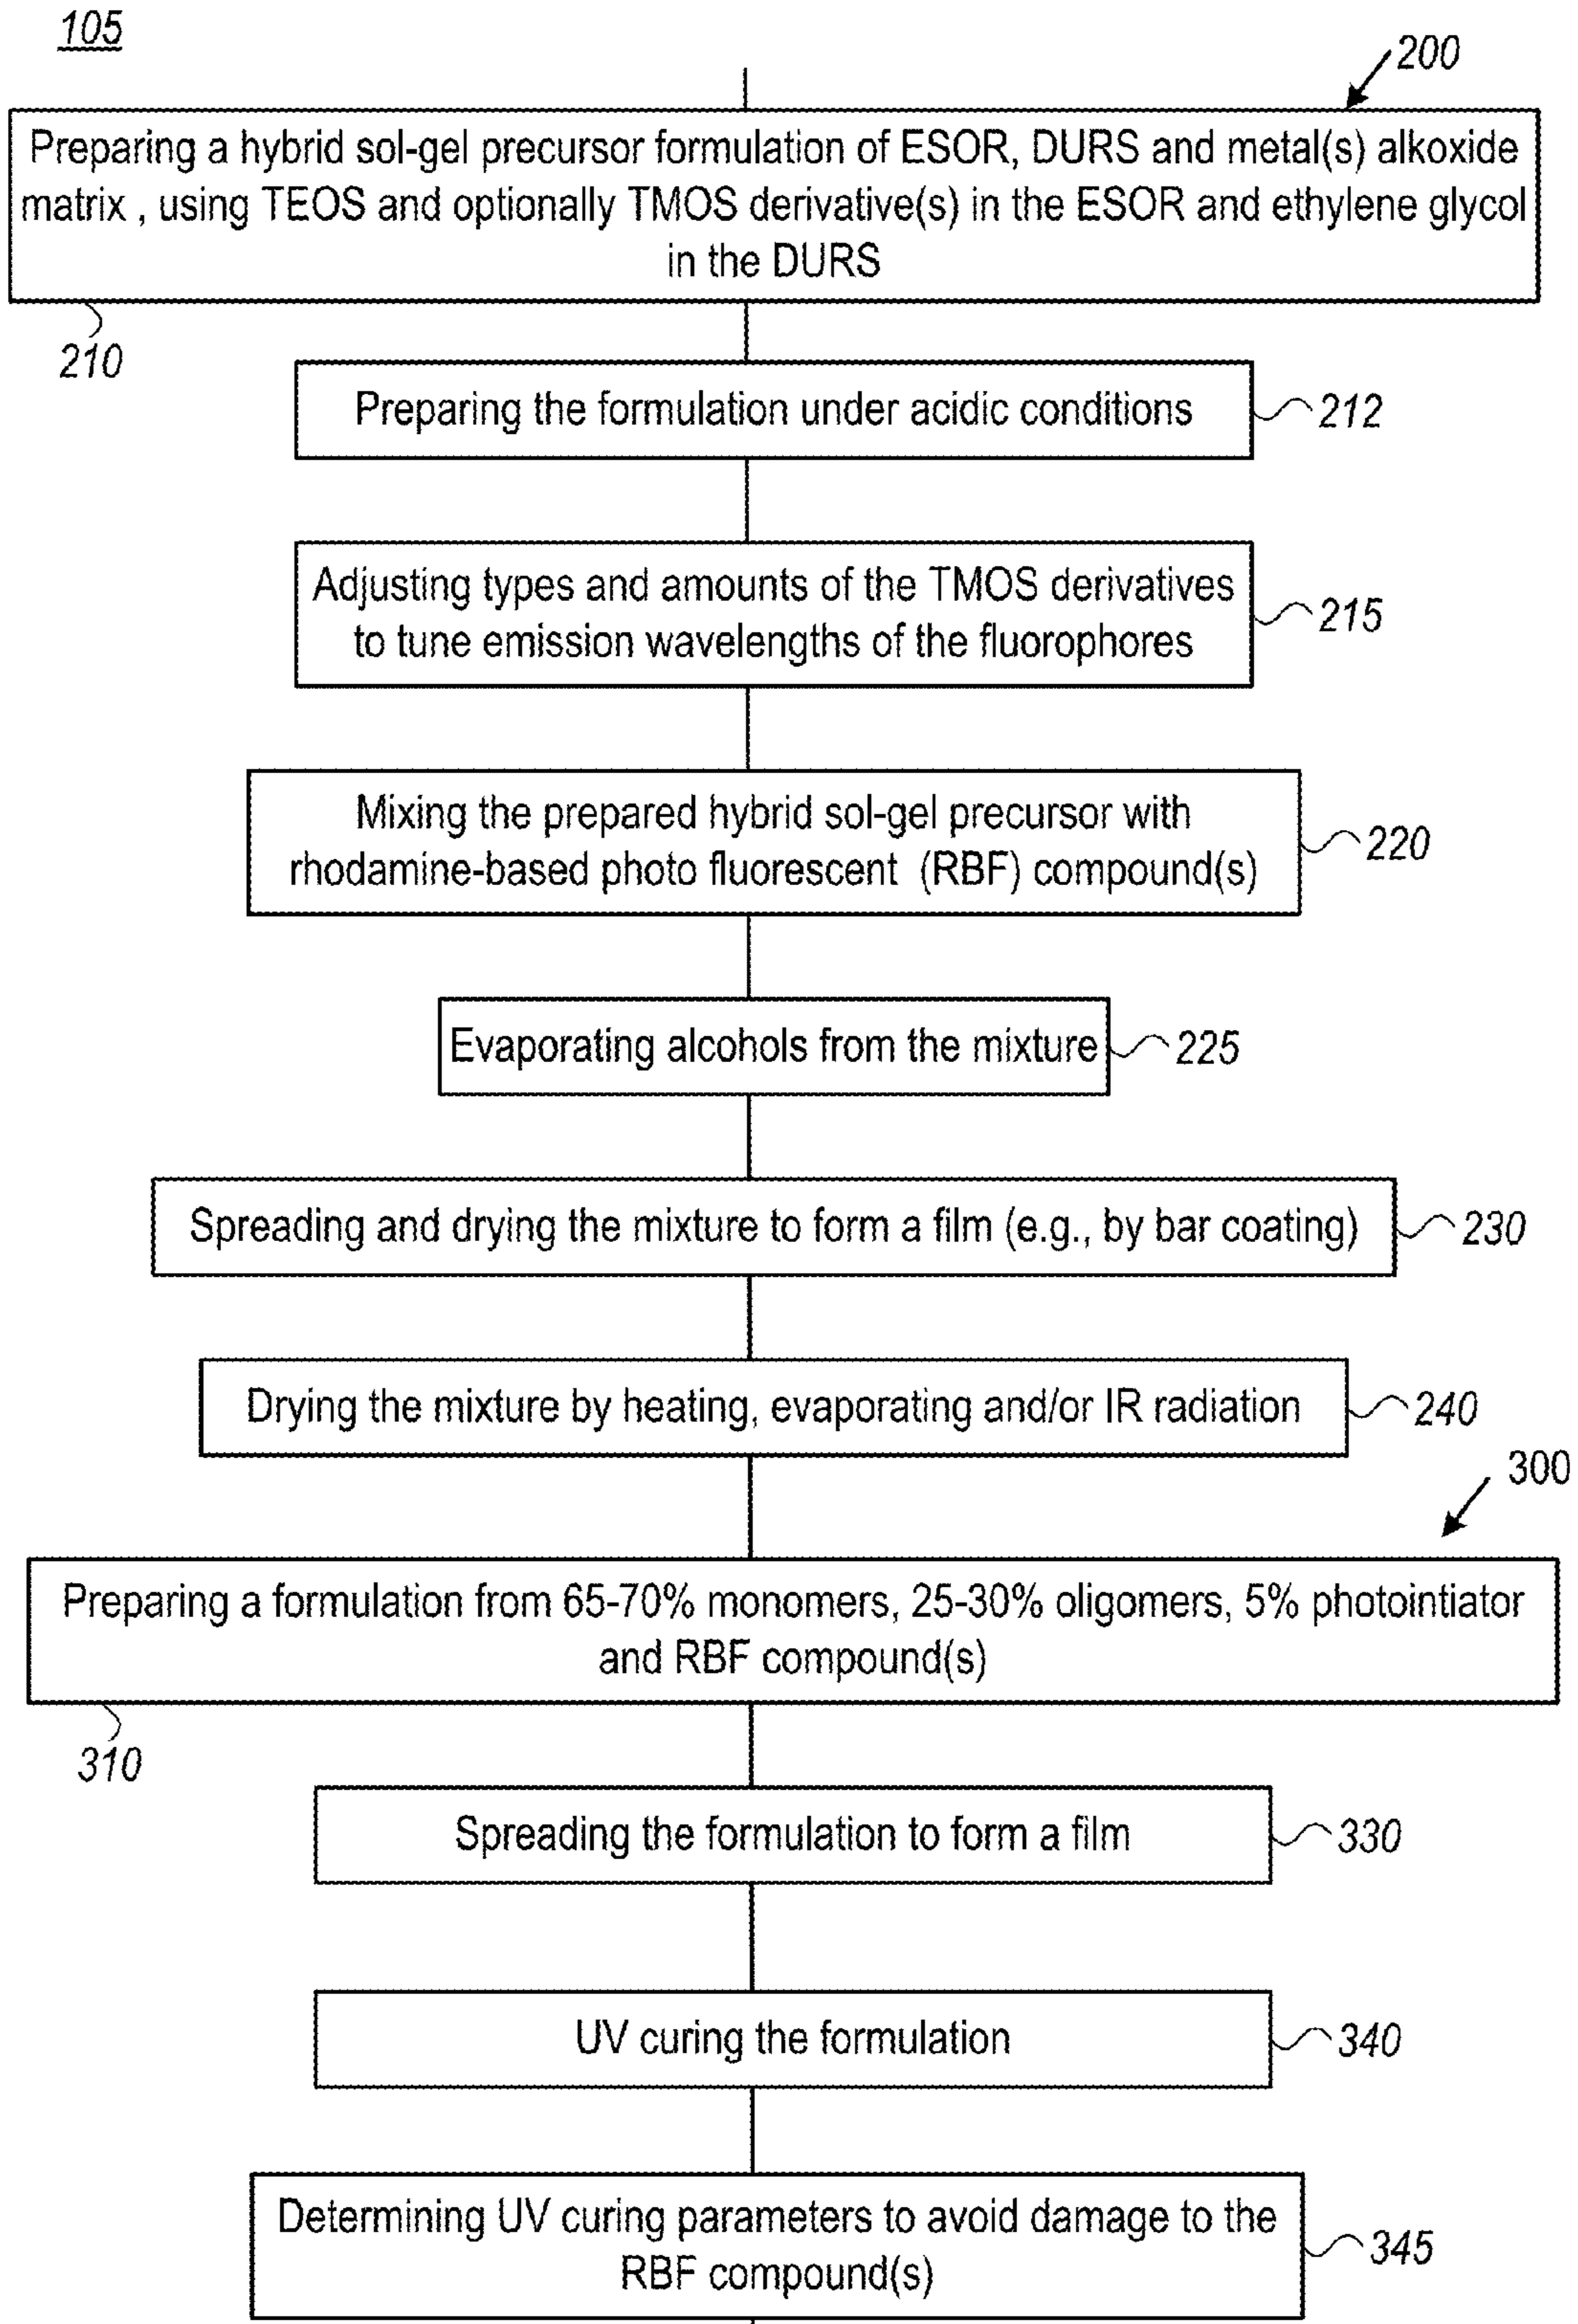 105
200
Preparing a hybrid sol-gel precursor formulation of ESOR, DURS and metal(s) alkoxide
matrix , using TEOS and optionally TMOS derivative(s) in the ESOR and ethylene glycol
in the DURS
210
Preparing the formulation under acidic conditions
212
Adjusting types and amounts of the TMOS derivatives
to tune emission wavelengths of the fluorophores
215
Mixing the prepared hybrid sol-gel precursor with
rhodamine-based photo fluorescent (RBF) compound(s)
220
Evaporating alcohols from the mixture
225
Spreading and drying the mixture to form a film (e.g., by bar coating)
230
Drying the mixture by heating, evaporating and/or IR radiation
240
300
Preparing a formulation from 65-70% monomers, 25-30% oligomers, 5% photointiator
and RBF compound(s)
310
Spreading the formulation to form a film
330
UV curing the formulation
340
Determining UV curing parameters to avoid damage to the
RBF compound(s)
345